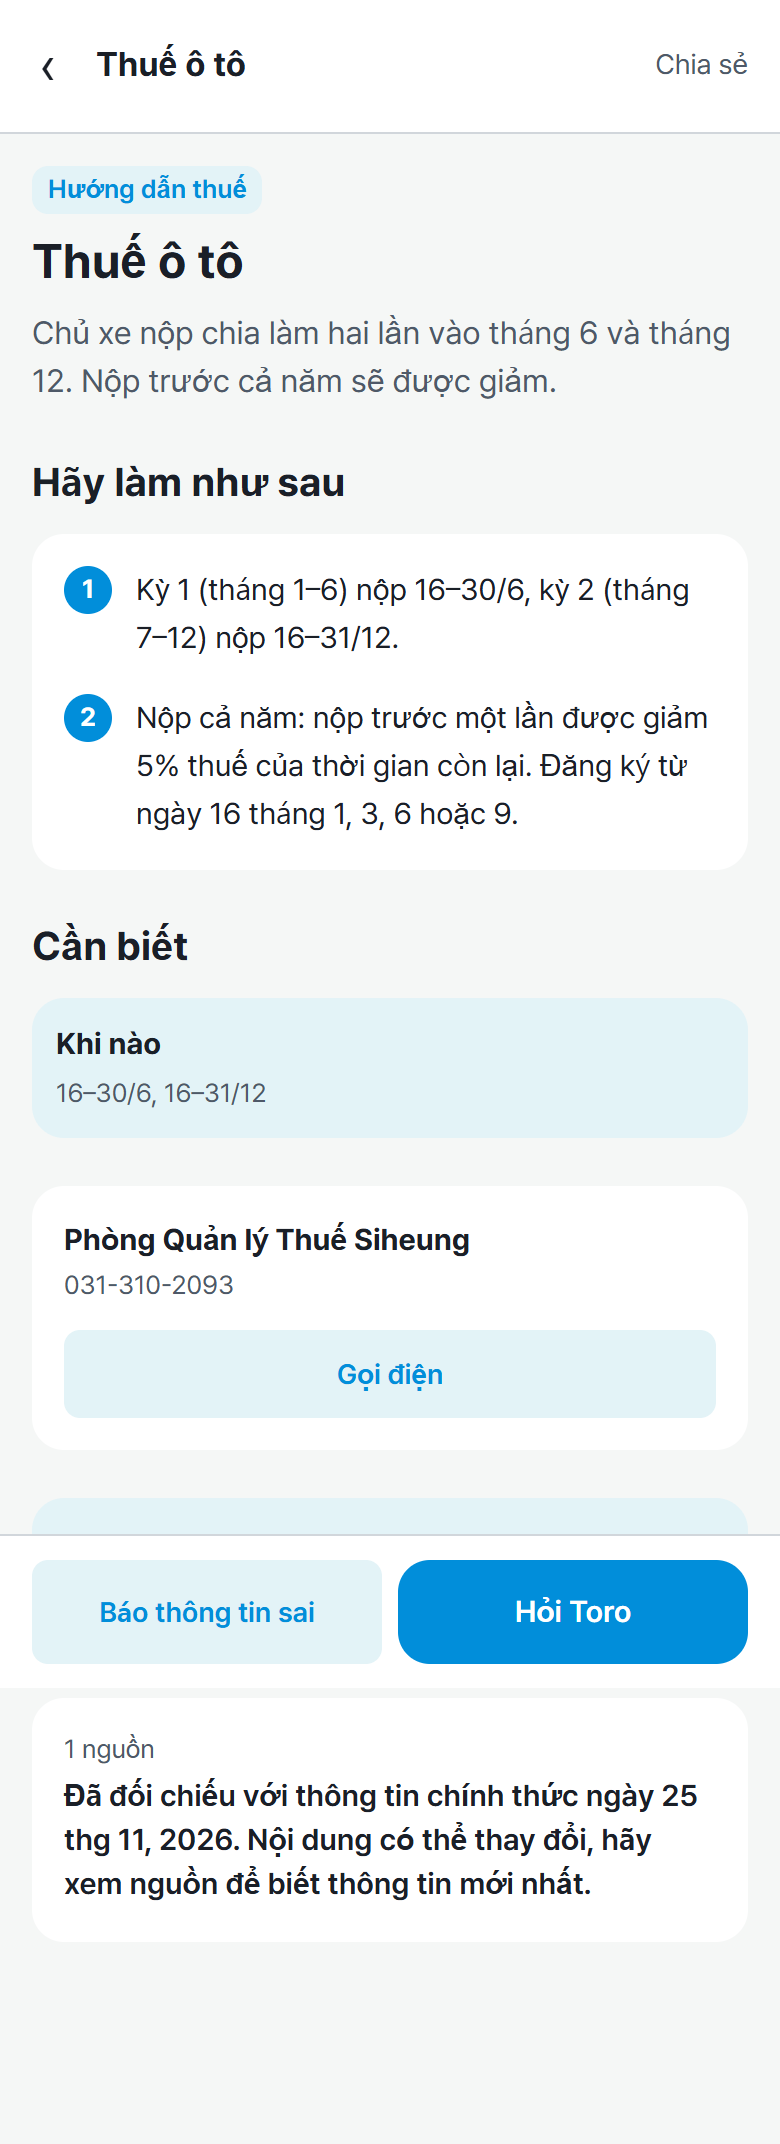 ‹ Thuế ô tô Chia sẻ
Hướng dẫn thuế
Thuế ô tô
Chủ xe nộp chia làm hai lần vào tháng 6 và tháng
12. Nộp trước cả năm sẽ được giảm.
Hãy làm như sau
1 Kỳ 1 (tháng 1–6) nộp 16–30/6, kỳ 2 (tháng
7–12) nộp 16–31/12.
2 Nộp cả năm: nộp trước một lần được giảm
5% thuế của thời gian còn lại. Đăng ký từ
ngày 16 tháng 1, 3, 6 hoặc 9.
Cần biết
Khi nào
16–30/6, 16–31/12
Phòng Quản lý Thuế Siheung
031-310-2093
Gọi điện
Báo thông tin sai
Hỏi Toro
1 nguồn
Đã đối chiếu với thông tin chính thức ngày 25
thg 11, 2026. Nội dung có thể thay đổi, hãy
xem nguồn để biết thông tin mới nhất.